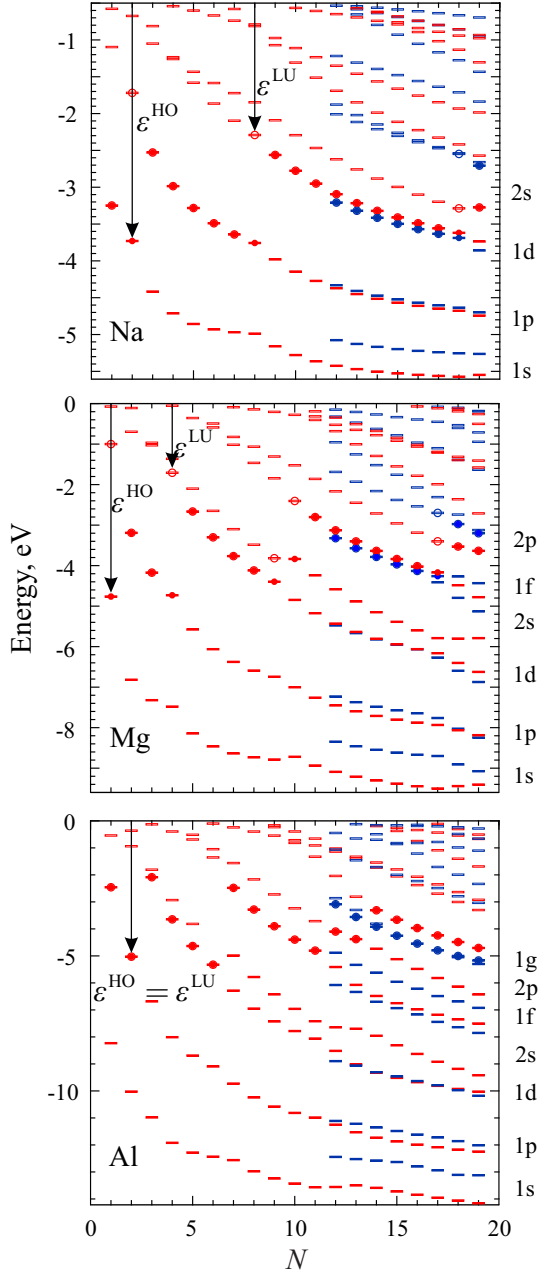 -1
-2
-3
-4
-5
ε^HO
ε^LU
Na
2s
1d
1p
1s
Energy, eV
0
-2
-4
-6
-8
ε^HO
ε^LU
Mg
2p
1f
2s
1d
1p
1s
0
-5
-10
ε^HO = ε^LU
Al
1g
2p
1f
2s
1d
1p
1s
0 5 10 15 20
N